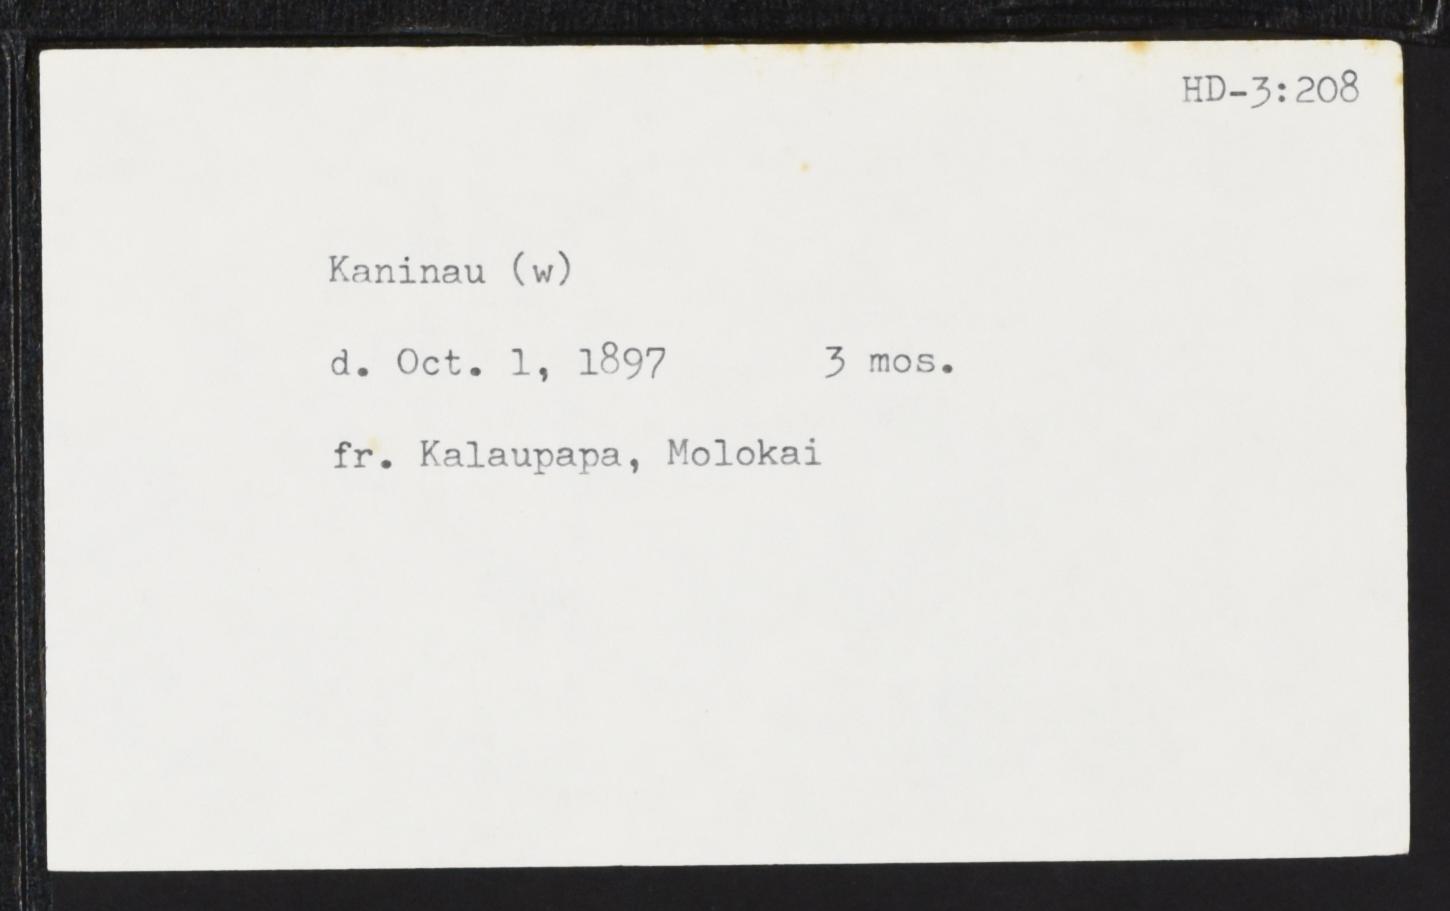 HD-3:208
Kaninau (w)
d. Oct. 1, 1897 3 mos.
fr. Kalaupapa, Molokai